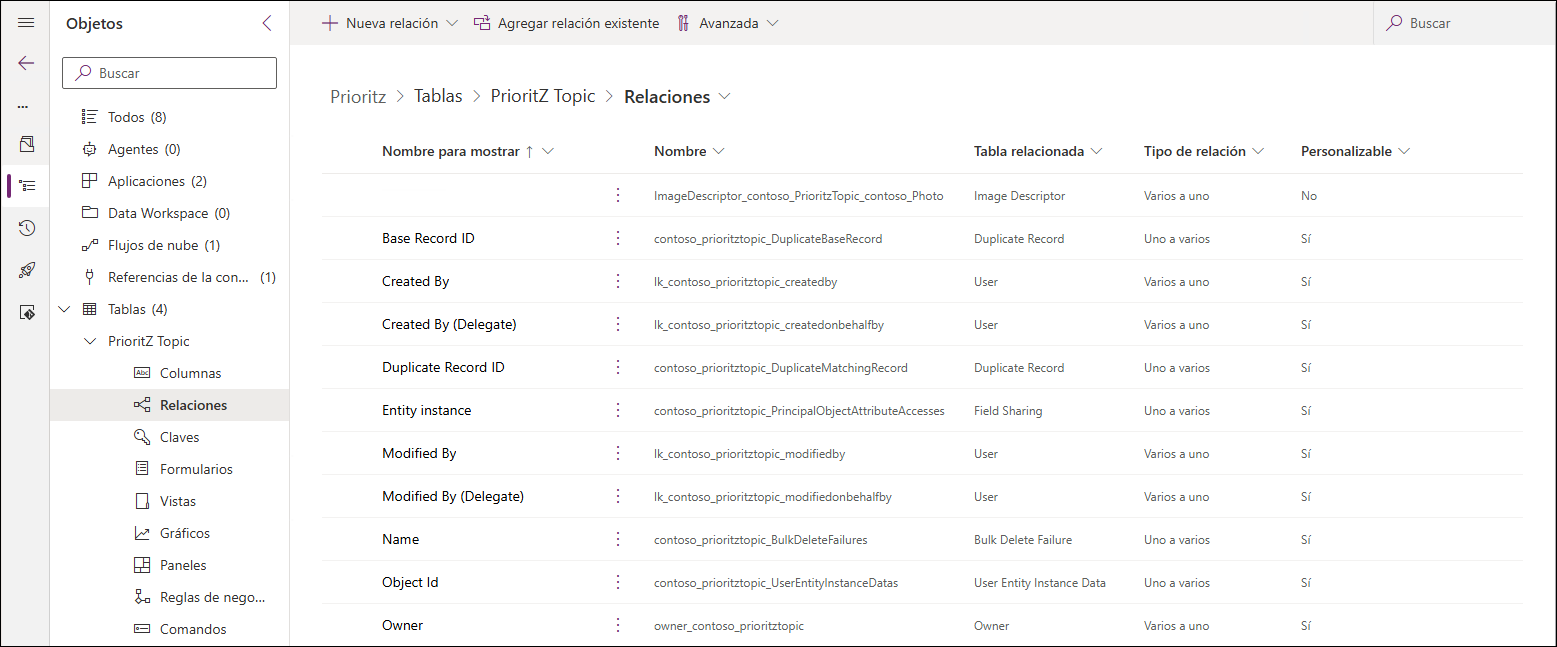 Objetos
Buscar
Todos (8)
Agentes (0)
Aplicaciones (2)
Data Workspace (0)
Flujos de nube (1)
Referencias de la con... (1)
Tablas (4)
PrioritZ Topic
Columnas
Relaciones
Claves
Formularios
Vistas
Gráficos
Paneles
Reglas de nego...
Comandos
Nueva relación Agregar relación existente Avanzada Buscar
Prioritz > Tablas > PrioritZ Topic > Relaciones
Nombre para mostrar ↑ Nombre Tabla relacionada Tipo de relación Personalizable
ImageDescriptor_contoso_PrioritzTopic_contoso_Photo Image Descriptor Varios a uno No
Base Record ID contoso_prioritztopic_DuplicateBaseRecord Duplicate Record Uno a varios Sí
Created By lk_contoso_prioritztopic_createdby User Varios a uno Sí
Created By (Delegate) lk_contoso_prioritztopic_createdonbehalfby User Varios a uno Sí
Duplicate Record ID contoso_prioritztopic_DuplicateMatchingRecord Duplicate Record Uno a varios Sí
Entity instance contoso_prioritztopic_PrincipalObjectAttributeAccesses Field Sharing Uno a varios Sí
Modified By lk_contoso_prioritztopic_modifiedby User Varios a uno Sí
Modified By (Delegate) lk_contoso_prioritztopic_modifiedonbehalfby User Varios a uno Sí
Name contoso_prioritztopic_BulkDeleteFailures Bulk Delete Failure Uno a varios Sí
Object Id contoso_prioritztopic_UserEntityInstanceDatas User Entity Instance Data Uno a varios Sí
Owner owner_contoso_prioritztopic Owner Varios a uno Sí